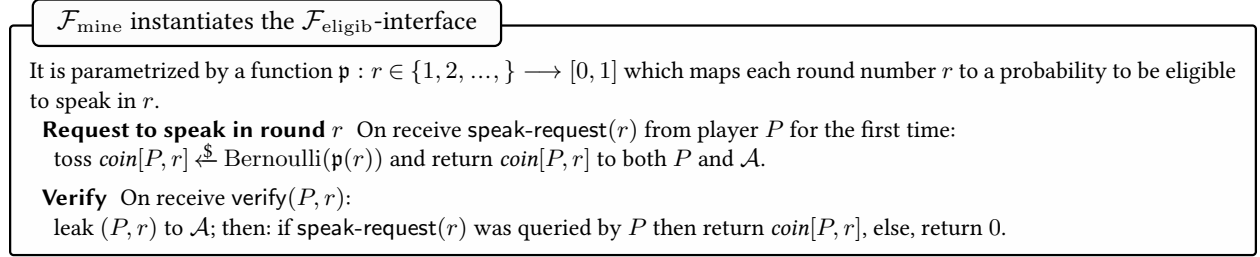 𝓕mine instantiates the 𝓕eligib-interface
It is parametrized by a function 𝔭 : r ∈ {1, 2, ..., } ⟶ [0, 1] which maps each round number r to a probability to be eligible
to speak in r.
Request to speak in round r On receive speak-request(r) from player P for the first time:
toss coin[P, r] ←$ Bernoulli(𝔭(r)) and return coin[P, r] to both P and 𝒜.
Verify On receive verify(P, r):
leak (P, r) to 𝒜; then: if speak-request(r) was queried by P then return coin[P, r], else, return 0.